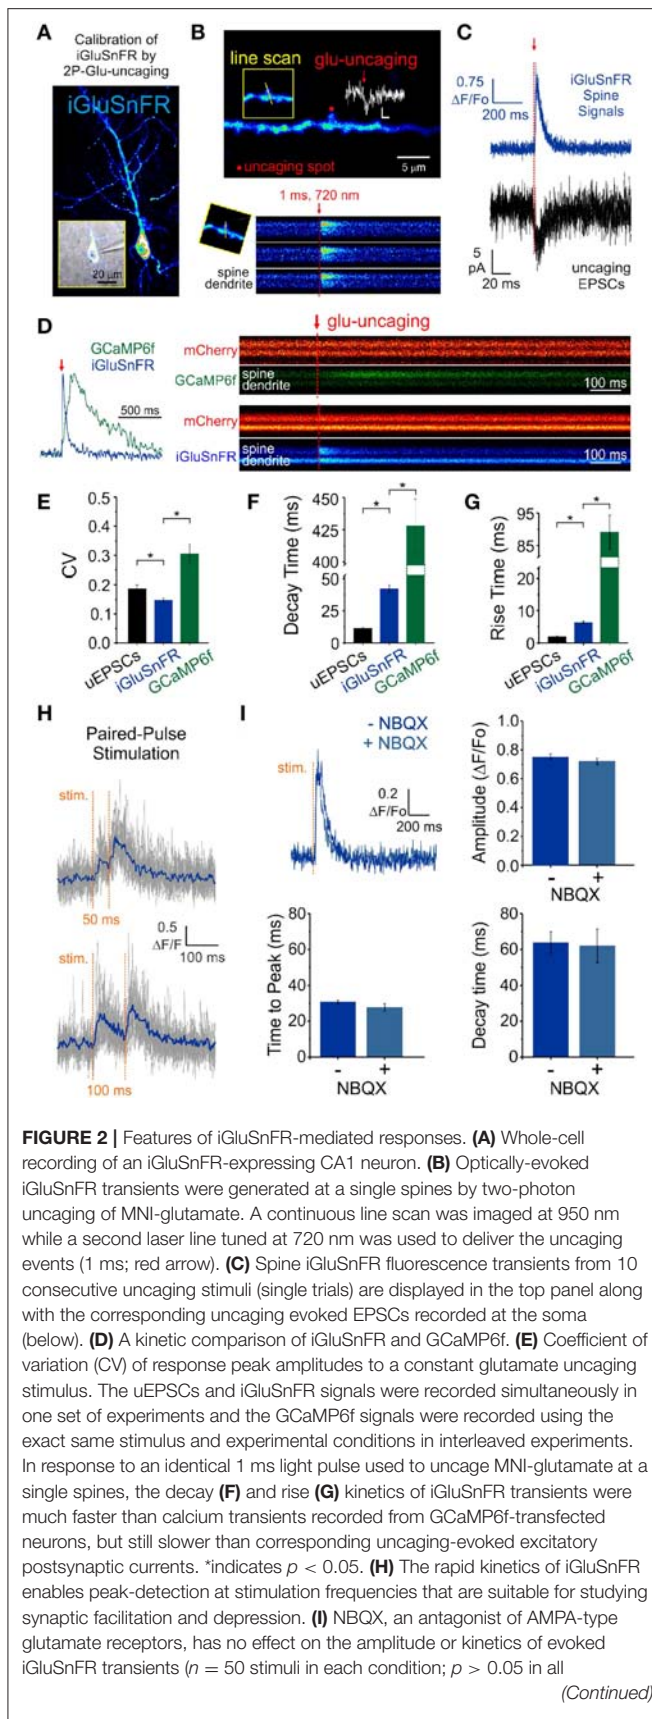 A
Calibration of
iGluSnFR by
2P-Glu-uncaging
iGluSnFR
20 μm
B
line scan
glu-uncaging
*uncaging spot
5 μm
1 ms, 720 nm
spine
dendrite
C
0.75
ΔF/Fo
200 ms
iGluSnFR
Spine
Signals
5
pA
20 ms
uncaging
EPSCs
D
GCaMP6f
iGluSnFR
500 ms
glu-uncaging
mCherry
GCaMP6f
spine
dendrite
100 ms
mCherry
iGluSnFR
spine
dendrite
100 ms
E
CV
0.5
0.4
0.3
0.2
0.1
0.0
*
*
uEPSCs
iGluSnFR
GCaMP6f
F
Decay Time (ms)
450
400
50
25
0
*
*
uEPSCs
iGluSnFR
GCaMP6f
G
Rise Time (ms)
95
85
20
10
0
*
*
uEPSCs
iGluSnFR
GCaMP6f
H
Paired-Pulse
Stimulation
stim.
50 ms
0.5
ΔF/F
100 ms
stim.
100 ms
I
- NBQX
+ NBQX
stim.
0.2
ΔF/Fo
200 ms
Amplitude (ΔF/Fo)
1.0
0.8
0.6
0.4
0.2
0.0
- +
NBQX
Time to Peak
(ms)
80
60
40
20
0
- +
NBQX
Decay time (ms)
80
60
40
20
0
- +
NBQX
FIGURE 2 | Features of iGluSnFR-mediated responses. (A) Whole-cell
recording of an iGluSnFR-expressing CA1 neuron. (B) Optically-evoked
iGluSnFR transients were generated at a single spines by two-photon
uncaging of MNI-glutamate. A continuous line scan was imaged at 950 nm
while a second laser line tuned at 720 nm was used to deliver the uncaging
events (1 ms; red arrow). (C) Spine iGluSnFR fluorescence transients from 10
consecutive uncaging stimuli (single trials) are displayed in the top panel along
with the corresponding uncaging evoked EPSCs recorded at the soma
(below). (D) A kinetic comparison of iGluSnFR and GCaMP6f. (E) Coefficient of
variation (CV) of response peak amplitudes to a constant glutamate uncaging
stimulus. The uEPSCs and iGluSnFR signals were recorded simultaneously in
one set of experiments and the GCaMP6f signals were recorded using the
exact same stimulus and experimental conditions in interleaved experiments.
In response to an identical 1 ms light pulse used to uncage MNI-glutamate at a
single spines, the decay (F) and rise (G) kinetics of iGluSnFR transients were
much faster than calcium transients recorded from GCaMP6f-transfected
neurons, but still slower than corresponding uncaging-evoked excitatory
postsynaptic currents. *indicates p < 0.05. (H) The rapid kinetics of iGluSnFR
enables peak-detection at stimulation frequencies that are suitable for studying
synaptic facilitation and depression. (I) NBQX, an antagonist of AMPA-type
glutamate receptors, has no effect on the amplitude or kinetics of evoked
iGluSnFR transients (n = 50 stimuli in each condition; p > 0.05 in all
(Continued)